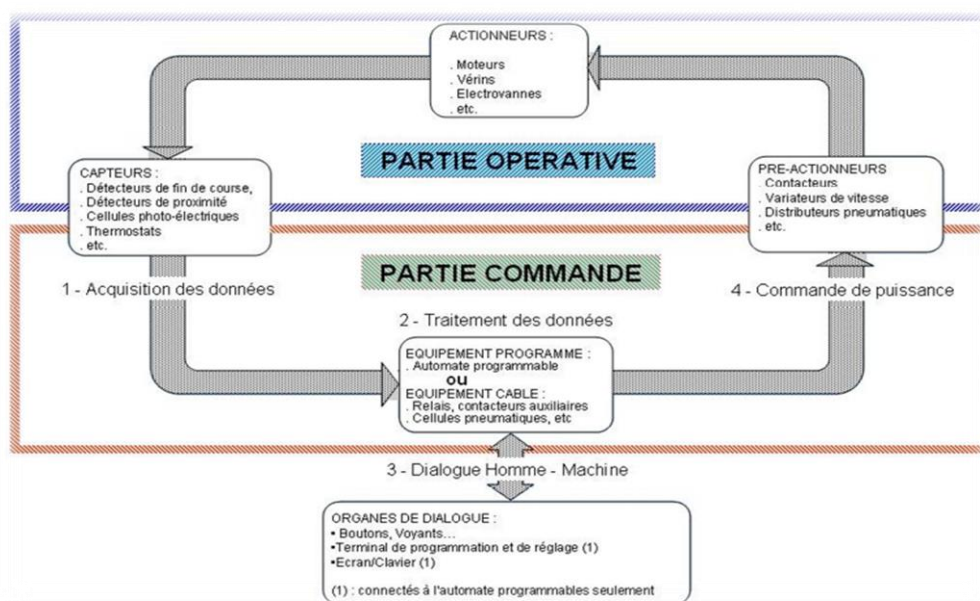 ACTIONNEURS :
. Moteurs
. Vérins
. Electrovannes
. etc.
PARTIE OPERATIVE
CAPTEURS :
. Détecteurs de fin de course,
. Détecteurs de proximité
. Cellules photo-électriques
. Thermostats
. etc.
PRE-ACTIONNEURS
. Contacteurs
. Variateurs de vitesse
. Distributeurs pneumatiques
. etc.
PARTIE COMMANDE
1 - Acquisition des données
4 - Commande de puissance
2 - Traitement des données
EQUIPEMENT PROGRAMME :
. Automate programmable
ou
EQUIPEMENT CABLE :
. Relais, contacteurs auxiliaires
. Cellules pneumatiques, etc
3 - Dialogue Homme - Machine
ORGANES DE DIALOGUE :
• Boutons, Voyants...
•Terminal de programmation et de réglage (1)
•Ecran/Clavier (1)
(1) : connectés à l'automate programmables seulement